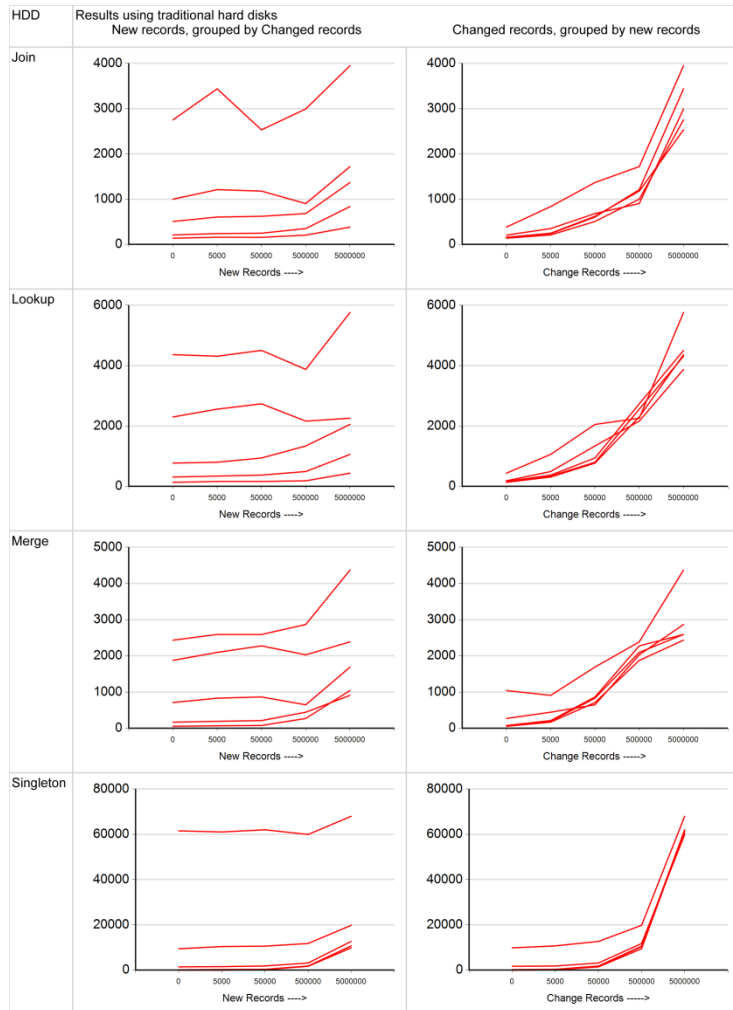 HDD
Results using traditional hard disks
New records, grouped by Changed records
Changed records, grouped by new records
Join
4000
3000
2000
1000
0
0 5000 50000 500000 5000000
New Records ---->
4000
3000
2000
1000
0
0 5000 50000 500000 5000000
Change Records ----->
Lookup
6000
4000
2000
0
0 5000 50000 500000 5000000
New Records ---->
6000
4000
2000
0
0 5000 50000 500000 5000000
Change Records ----->
Merge
5000
4000
3000
2000
1000
0
0 5000 50000 500000 5000000
New Records ---->
5000
4000
3000
2000
1000
0
0 5000 50000 500000 5000000
Change Records ----->
Singleton
80000
60000
40000
20000
0
0 5000 50000 500000 5000000
New Records ---->
80000
60000
40000
20000
0
0 5000 50000 500000 5000000
Change Records ----->